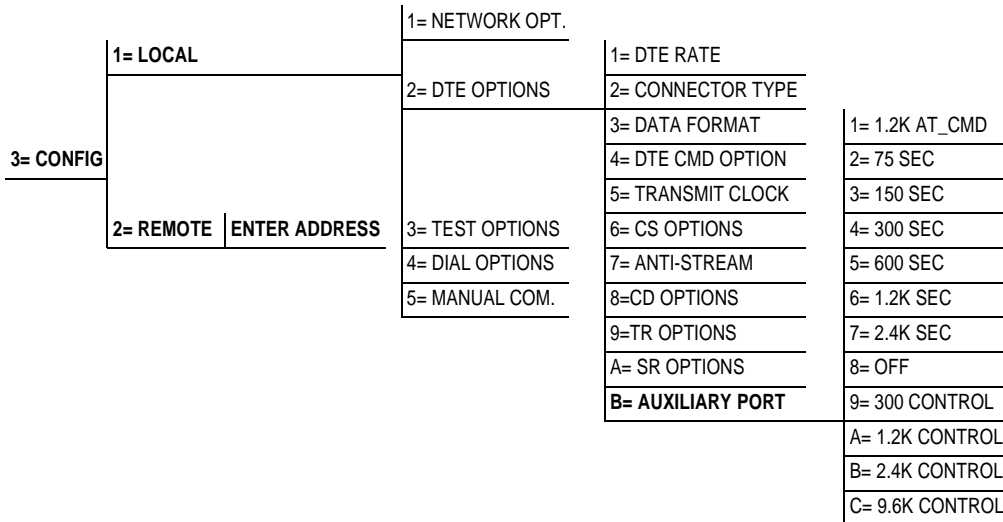 1= NETWORK OPT.
1= LOCAL 1= DTE RATE
2= DTE OPTIONS 2= CONNECTOR TYPE
3= DATA FORMAT 1= 1.2K AT_CMD
3= CONFIG 4= DTE CMD OPTION 2= 75 SEC
5= TRANSMIT CLOCK 3= 150 SEC
2= REMOTE ENTER ADDRESS 3= TEST OPTIONS 6= CS OPTIONS 4= 300 SEC
4= DIAL OPTIONS 7= ANTI-STREAM 5= 600 SEC
5= MANUAL COM. 8=CD OPTIONS 6= 1.2K SEC
9=TR OPTIONS 7= 2.4K SEC
A= SR OPTIONS 8= OFF
B= AUXILIARY PORT 9= 300 CONTROL
A= 1.2K CONTROL
B= 2.4K CONTROL
C= 9.6K CONTROL